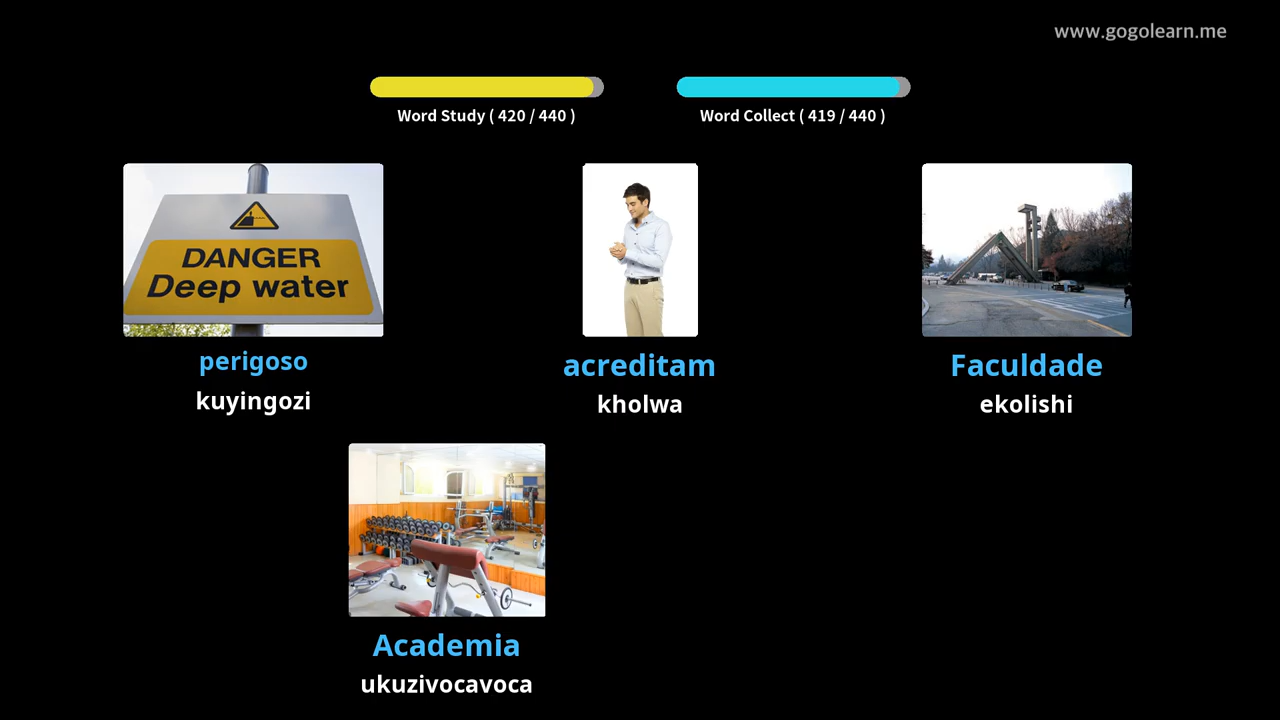 www.gogolearn.me
Word Study ( 420 / 440 )
Word Collect ( 419 / 440 )
DANGER
Deep water
perigoso
kuyingozi
acreditam
kholwa
Faculdade
ekolishi
Academia
ukuzivocavoca